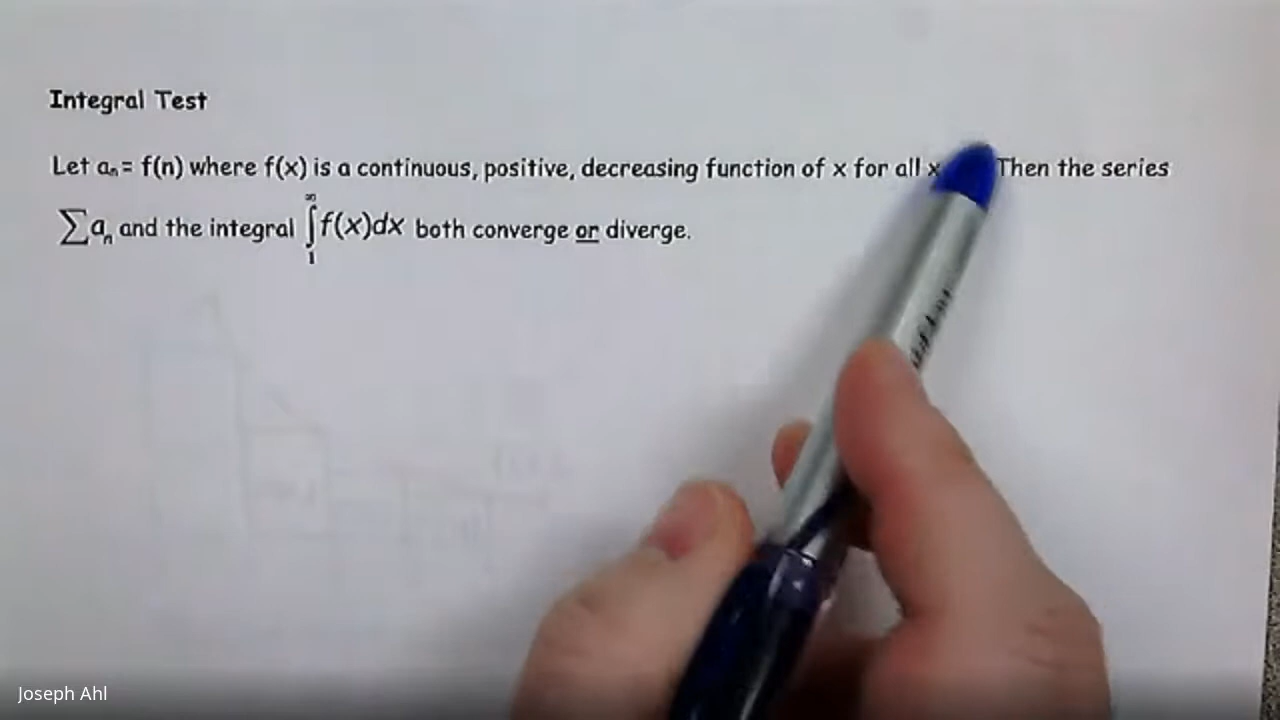 Integral Test
Let aₙ = f(n) where f(x) is a continuous, positive, decreasing function of x for all x Then the series
∑aₙ and the integral ∫₁^∞ f(x)dx both converge or diverge.
Joseph Ahl